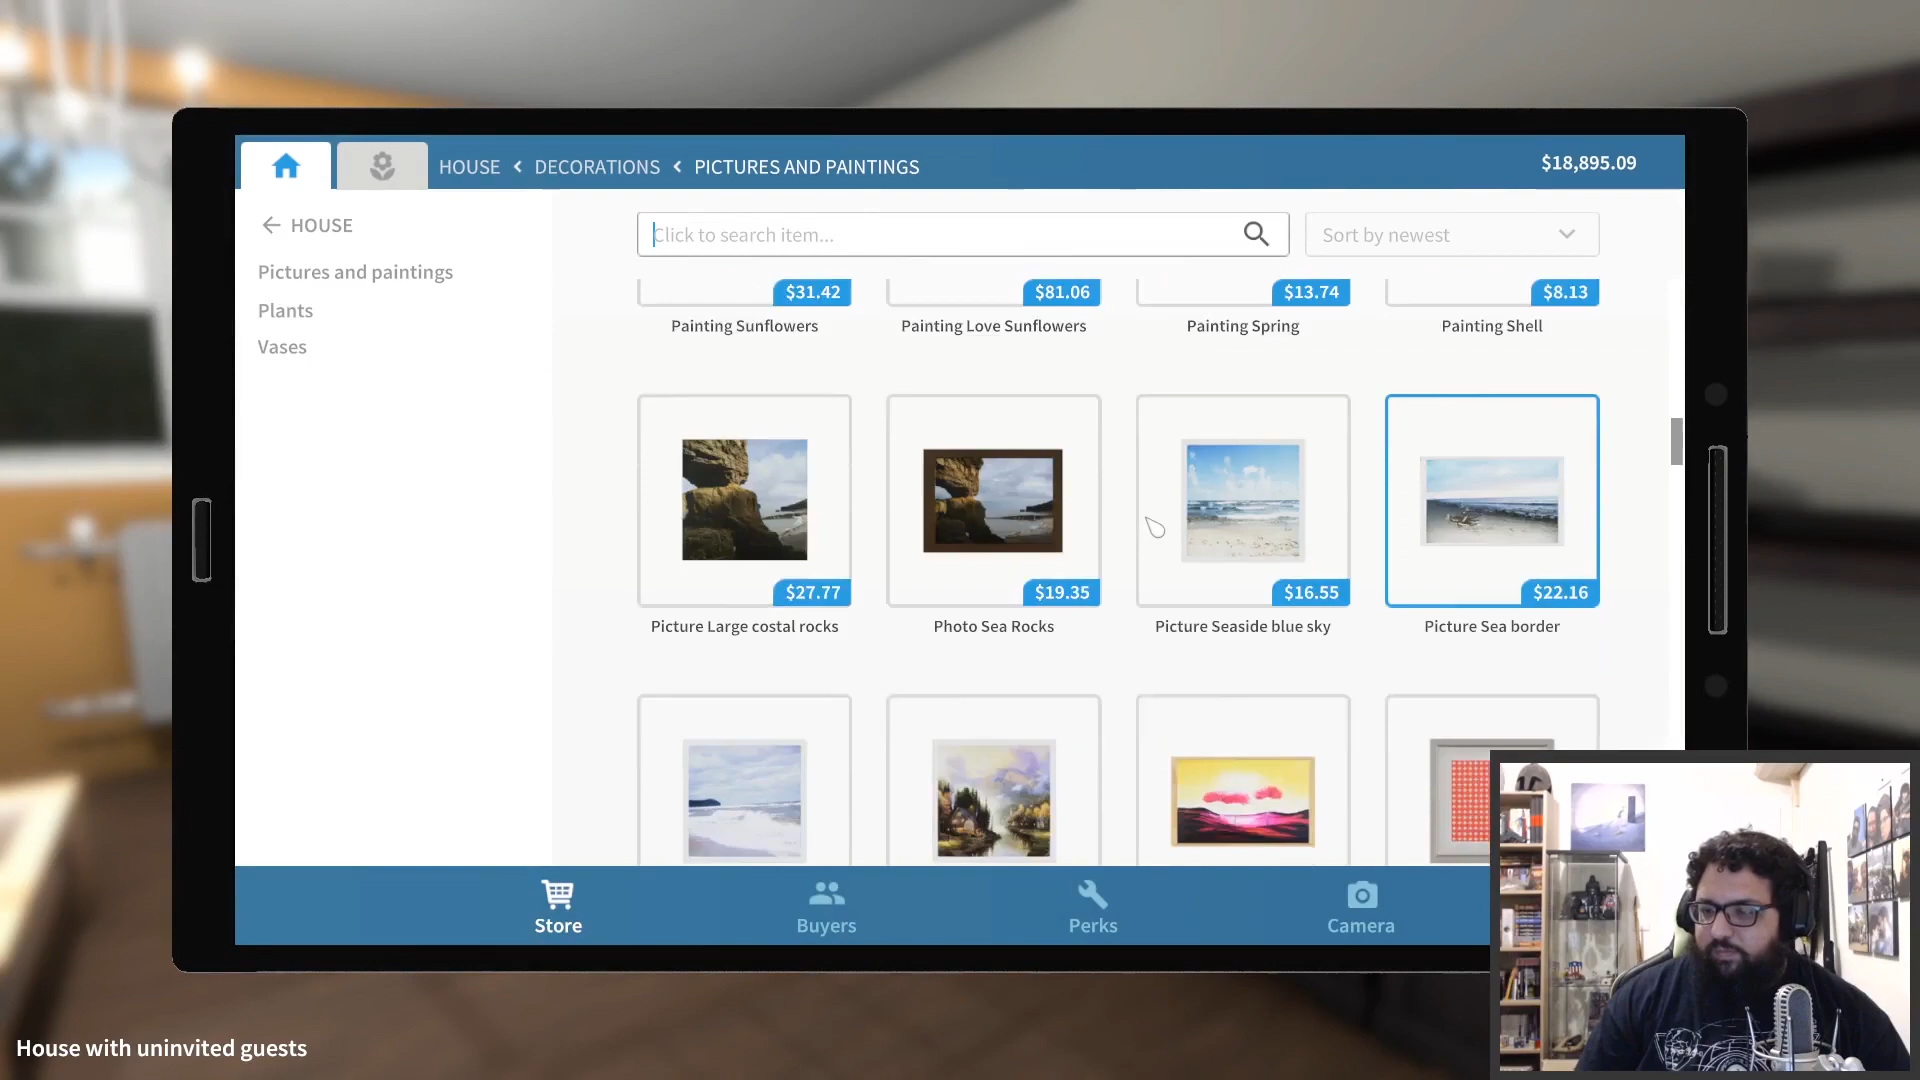 HOUSE DECORATIONS PICTURES AND PAINTINGS
$18,895.09
HOUSE
Pictures and paintings
Plants
Vases
Click to search item...
Sort by newest
$31.42
$81.06
$13.74
$8.13
Painting Sunflowers
Painting Love Sunflowers
Painting Spring
Painting Shell
$27.77
$19.35
$16.55
$22.16
Picture Large costal rocks
Photo Sea Rocks
Picture Seaside blue sky
Picture Sea border
Store
Buyers
Perks
Camera
House with uninvited guests